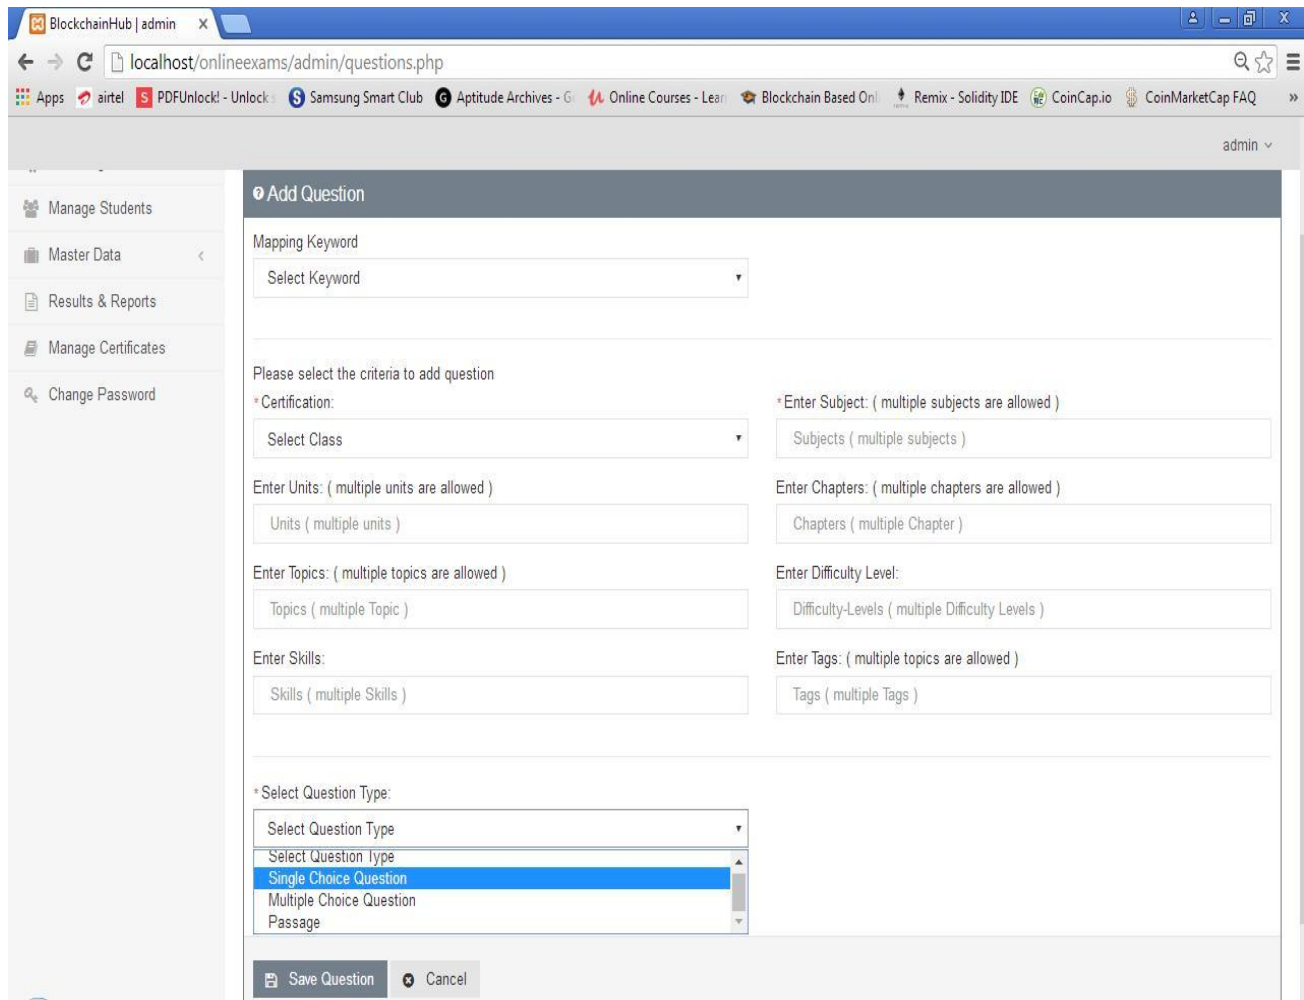 BlockchainHub | admin
localhost/onlineexams/admin/questions.php
Apps airtel PDFUnlock! - Unlock Samsung Smart Club Aptitude Archives - G Online Courses - Lear Blockchain Based Onl Remix - Solidity IDE CoinCap.io CoinMarketCap FAQ »
admin
Manage Students
Master Data
Results & Reports
Manage Certificates
Change Password
Add Question
Mapping Keyword
Select Keyword
Please select the criteria to add question
* Certification:
Select Class
* Enter Subject: ( multiple subjects are allowed )
Subjects ( multiple subjects )
Enter Units: ( multiple units are allowed )
Units ( multiple units )
Enter Chapters: ( multiple chapters are allowed )
Chapters ( multiple Chapter )
Enter Topics: ( multiple topics are allowed )
Topics ( multiple Topic )
Enter Difficulty Level:
Difficulty-Levels ( multiple Difficulty Levels )
Enter Skills:
Skills ( multiple Skills )
Enter Tags: ( multiple topics are allowed )
Tags ( multiple Tags )
* Select Question Type:
Select Question Type
Select Question Type
Single Choice Question
Multiple Choice Question
Passage
Save Question
Cancel